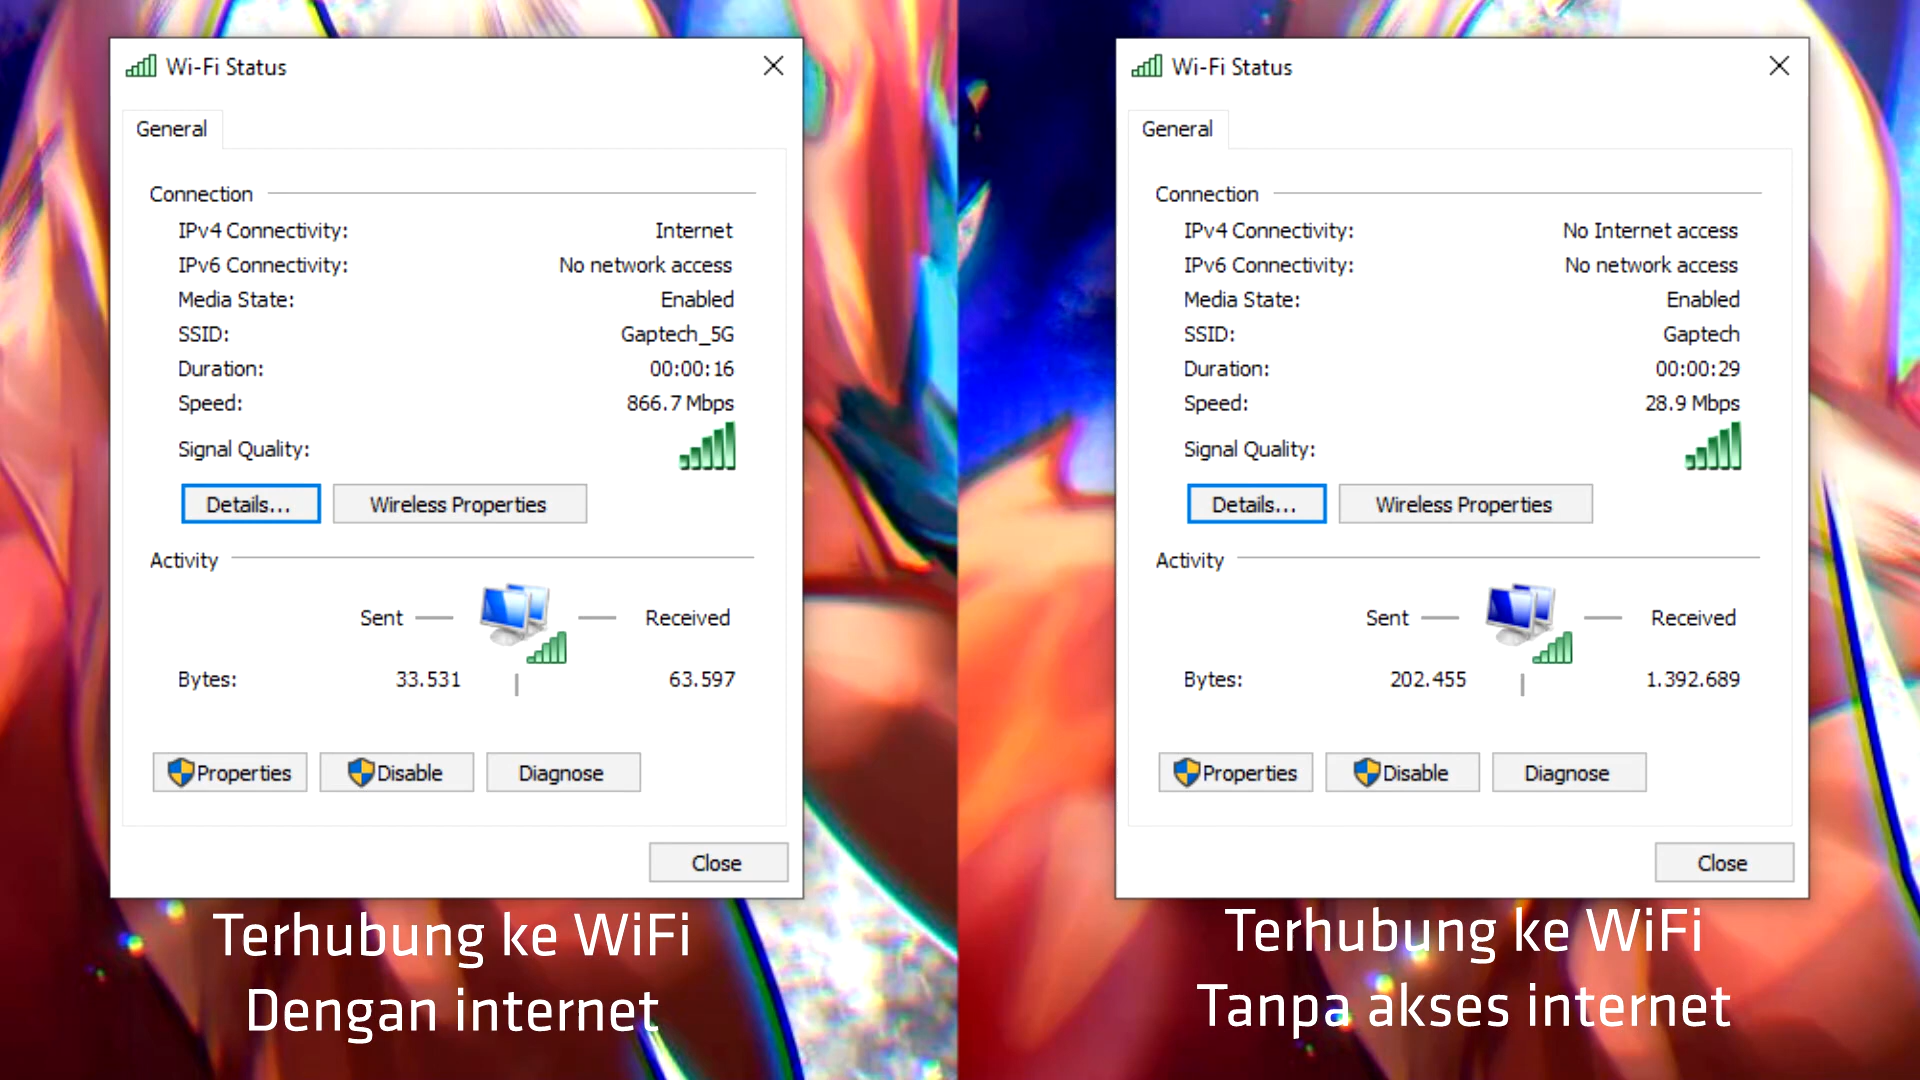 Wi-Fi Status
General
Connection
IPv4 Connectivity: Internet
IPv6 Connectivity: No network access
Media State: Enabled
SSID: Gaptech_5G
Duration: 00:00:16
Speed: 866.7 Mbps
Signal Quality:
Details...
Wireless Properties
Activity
Sent
Received
Bytes: 33.531 63.597
Properties
Disable
Diagnose
Close
Terhubung ke WiFi
Dengan internet
Wi-Fi Status
General
Connection
IPv4 Connectivity: No Internet access
IPv6 Connectivity: No network access
Media State: Enabled
SSID: Gaptech
Duration: 00:00:29
Speed: 28.9 Mbps
Signal Quality:
Details...
Wireless Properties
Activity
Sent
Received
Bytes: 202.455 1.392.689
Properties
Disable
Diagnose
Close
Terhubung ke WiFi
Tanpa akses internet